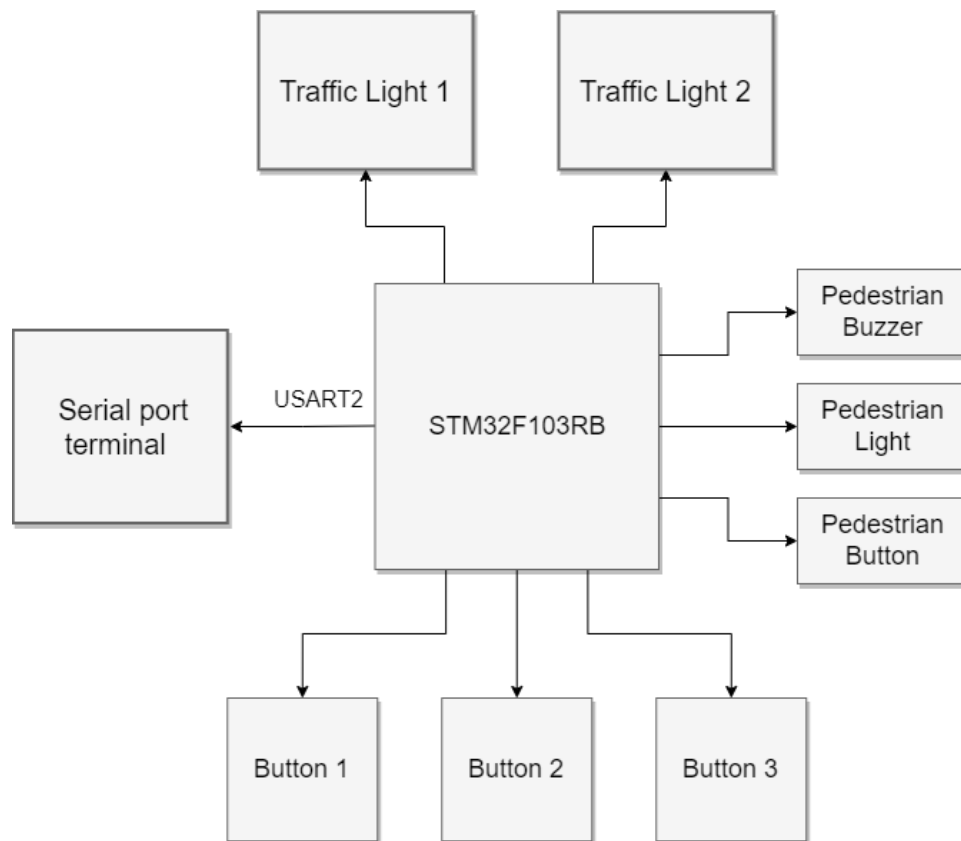 Traffic Light 1
Traffic Light 2
Pedestrian
Buzzer
Serial port
terminal
USART2
STM32F103RB
Pedestrian
Light
Pedestrian
Button
Button 1
Button 2
Button 3